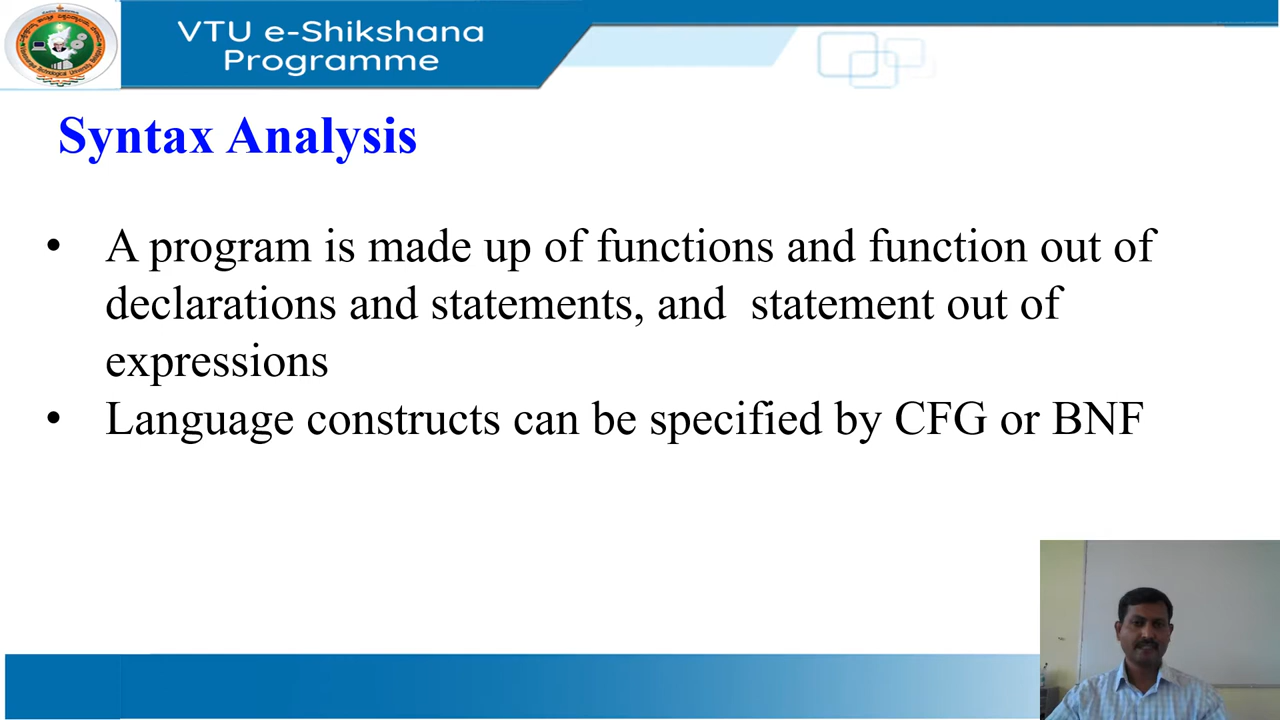 VTU e-Shikshana
Programme
Syntax Analysis
• A program is made up of functions and function out of
declarations and statements, and statement out of
expressions
• Language constructs can be specified by CFG or BNF